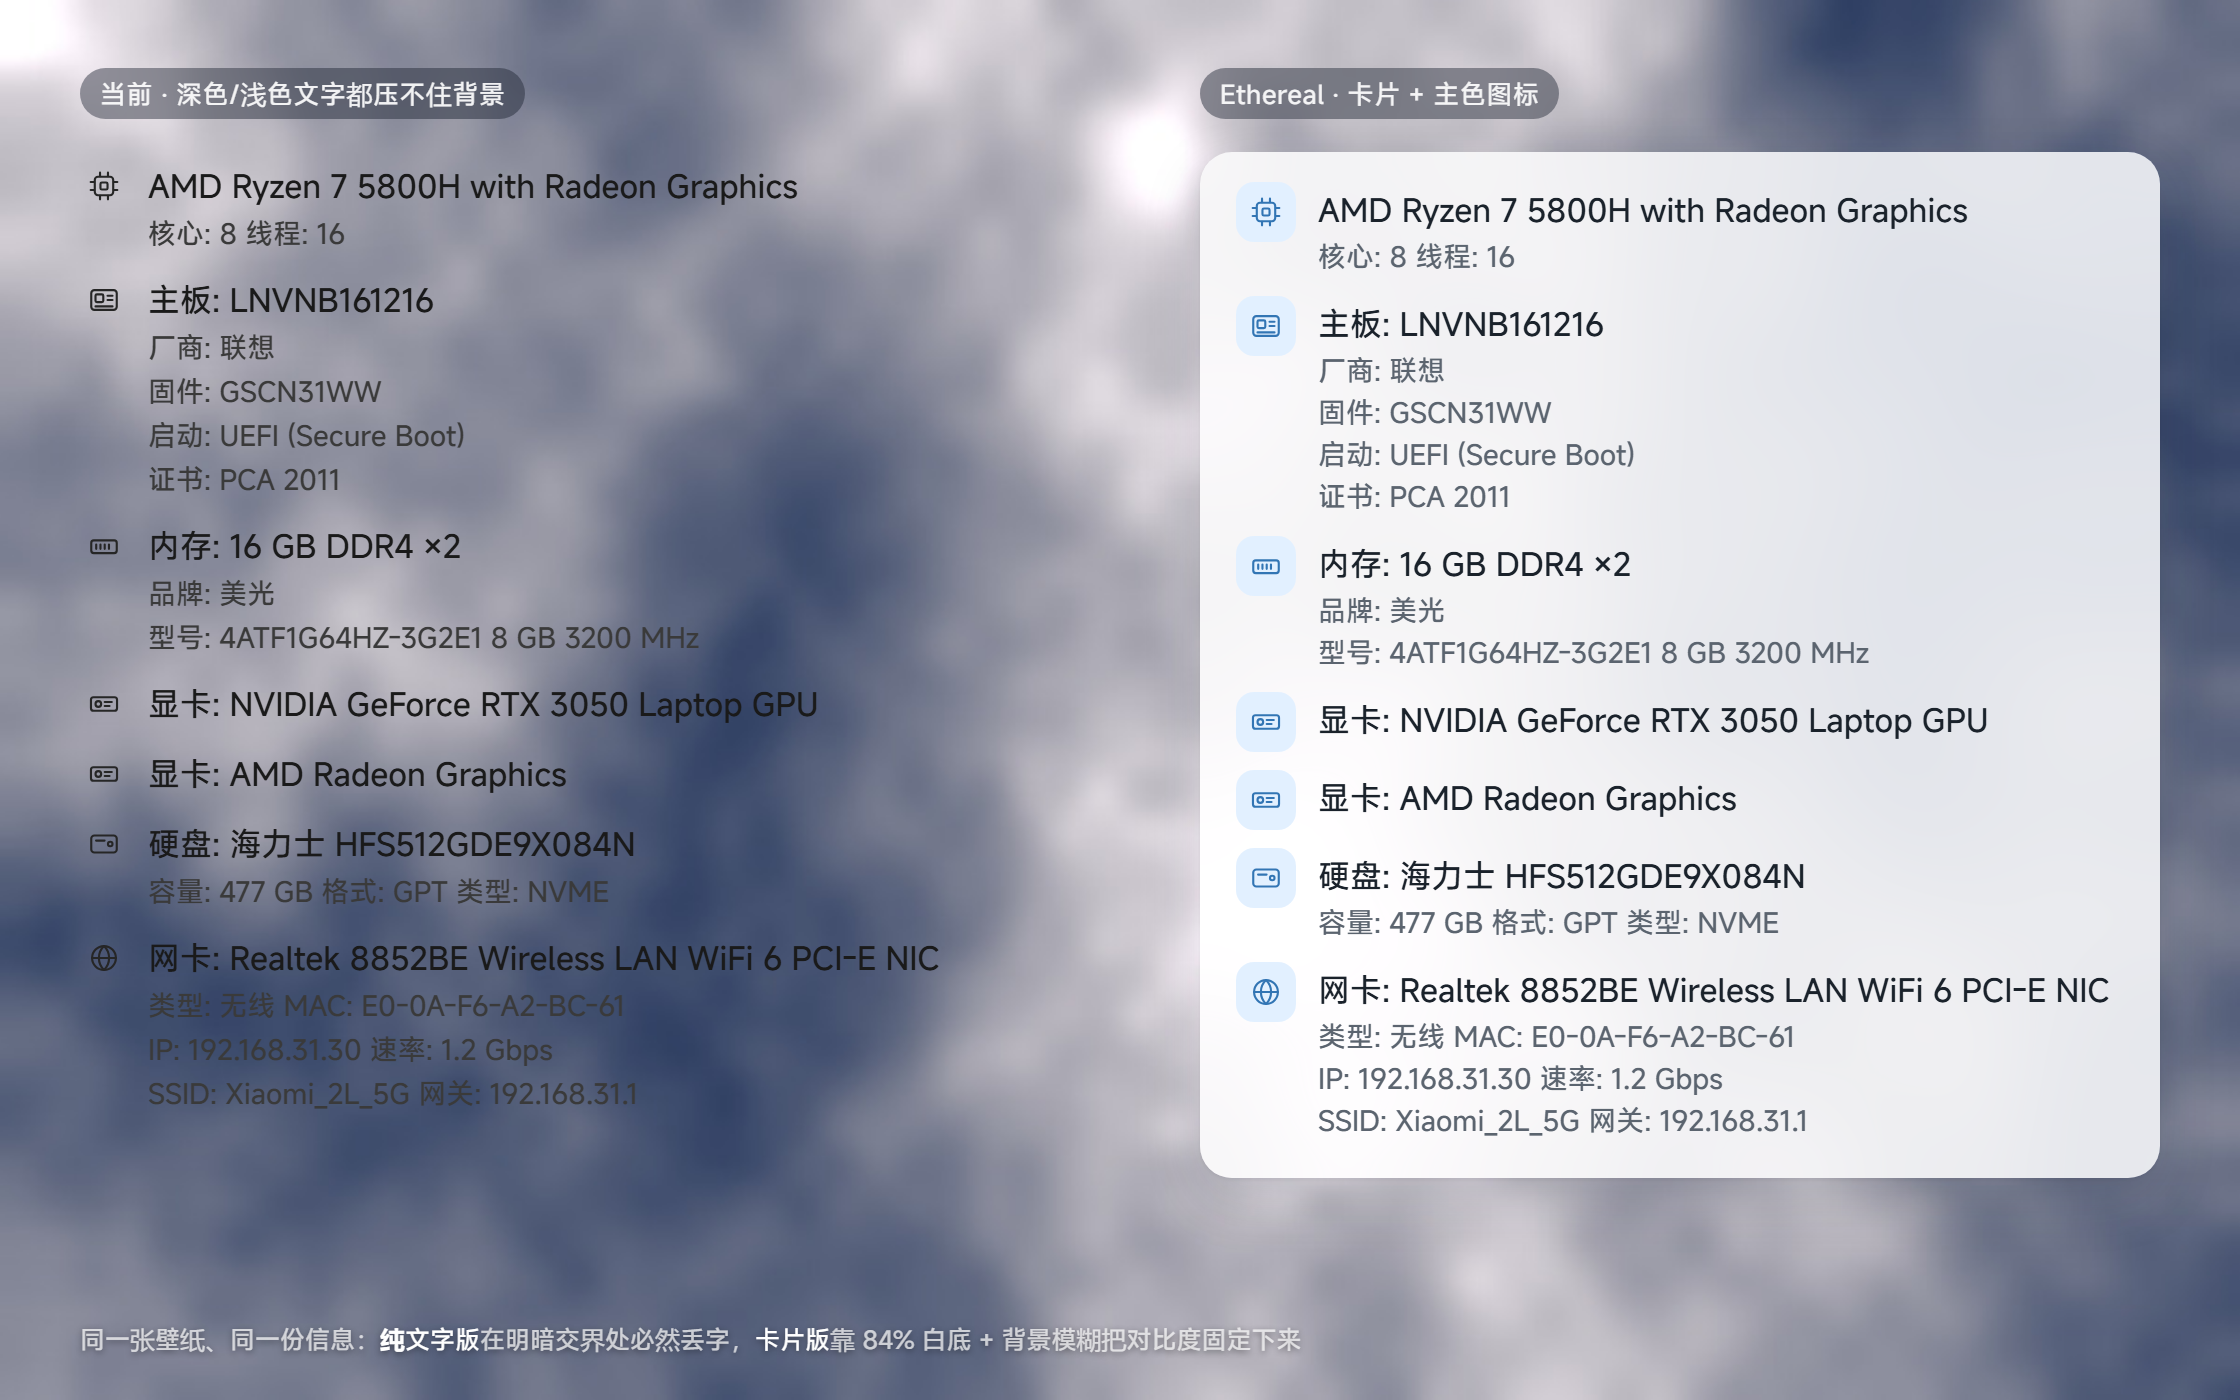 当前 · 深色/浅色文字都压不住背景
AMD Ryzen 7 5800H with Radeon Graphics
核心: 8 线程: 16
主板: LNVNB161216
厂商: 联想
固件: GSCN31WW
启动: UEFI (Secure Boot)
证书: PCA 2011
内存: 16 GB DDR4 ×2
品牌: 美光
型号: 4ATF1G64HZ-3G2E1 8 GB 3200 MHz
显卡: NVIDIA GeForce RTX 3050 Laptop GPU
显卡: AMD Radeon Graphics
硬盘: 海力士 HFS512GDE9X084N
容量: 477 GB 格式: GPT 类型: NVME
网卡: Realtek 8852BE Wireless LAN WiFi 6 PCI-E NIC
类型: 无线 MAC: E0-0A-F6-A2-BC-61
IP: 192.168.31.30 速率: 1.2 Gbps
SSID: Xiaomi_2L_5G 网关: 192.168.31.1
Ethereal · 卡片 + 主色图标
AMD Ryzen 7 5800H with Radeon Graphics
核心: 8 线程: 16
主板: LNVNB161216
厂商: 联想
固件: GSCN31WW
启动: UEFI (Secure Boot)
证书: PCA 2011
内存: 16 GB DDR4 ×2
品牌: 美光
型号: 4ATF1G64HZ-3G2E1 8 GB 3200 MHz
显卡: NVIDIA GeForce RTX 3050 Laptop GPU
显卡: AMD Radeon Graphics
硬盘: 海力士 HFS512GDE9X084N
容量: 477 GB 格式: GPT 类型: NVME
网卡: Realtek 8852BE Wireless LAN WiFi 6 PCI-E NIC
类型: 无线 MAC: E0-0A-F6-A2-BC-61
IP: 192.168.31.30 速率: 1.2 Gbps
SSID: Xiaomi_2L_5G 网关: 192.168.31.1
同一张壁纸、同一份信息：纯文字版在明暗交界处必然丢字，卡片版靠 84% 白底 + 背景模糊把对比度固定下来